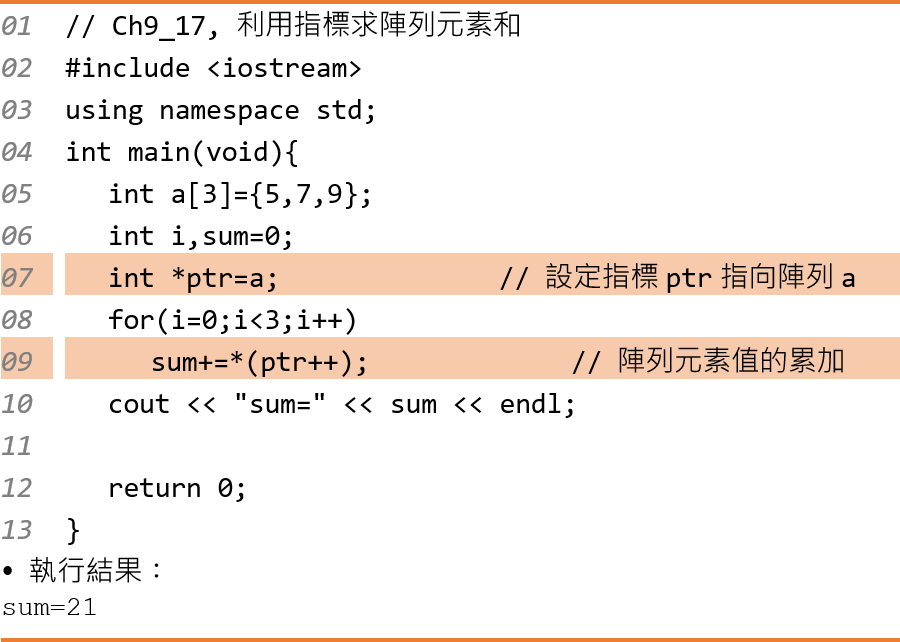 01 // Ch9_17, 利用指標求陣列元素和
02 #include <iostream>
03 using namespace std;
04 int main(void){
05 int a[3]={5,7,9};
06 int i,sum=0;
07 int *ptr=a; // 設定指標 ptr 指向陣列 a
08 for(i=0;i<3;i++)
09 sum+=*(ptr++); // 陣列元素值的累加
10 cout << "sum=" << sum << endl;
11
12 return 0;
13 }
• 執行結果：
sum=21